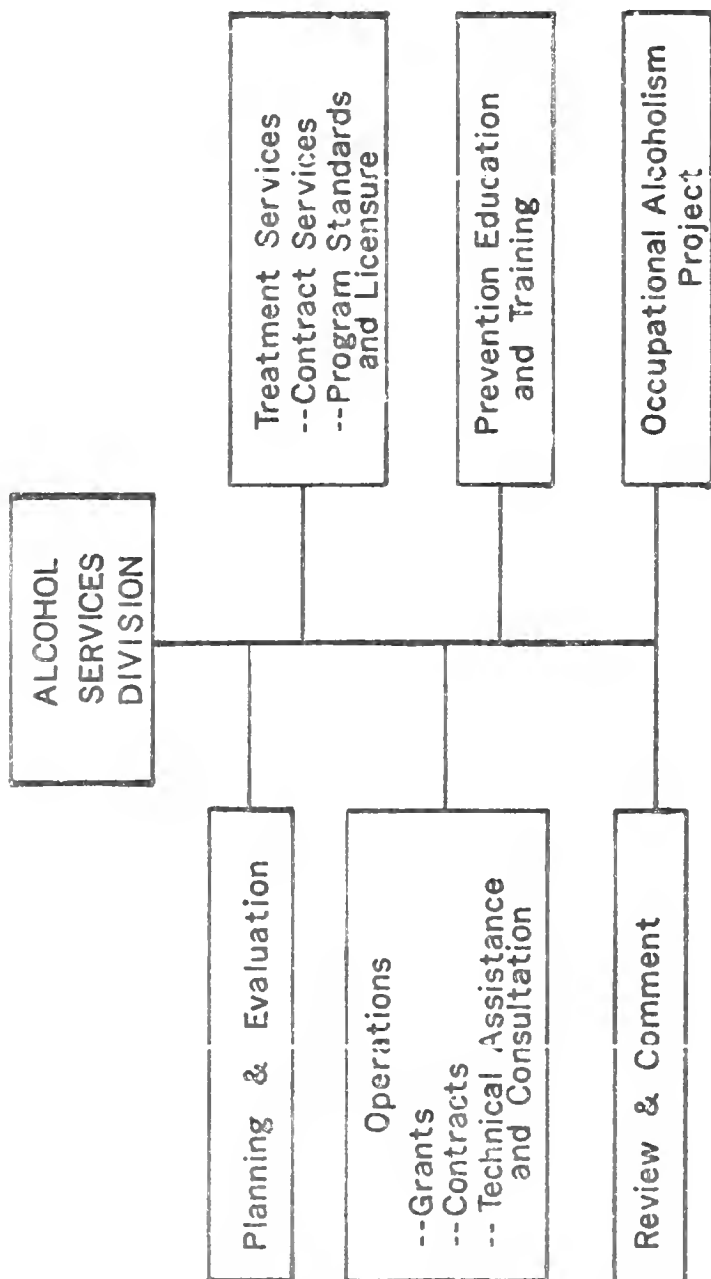 ALCOHOL
SERVICES
DIVISION
Planning & Evaluation
Operations
--Grants
--Contracts
-- Technical Assistance
and Consultation
Review & Comment
Treatment Services
--Contract Services
--Program Standards
and Licensure
Prevention Education
and Training
Occupational Alcoholism
Project